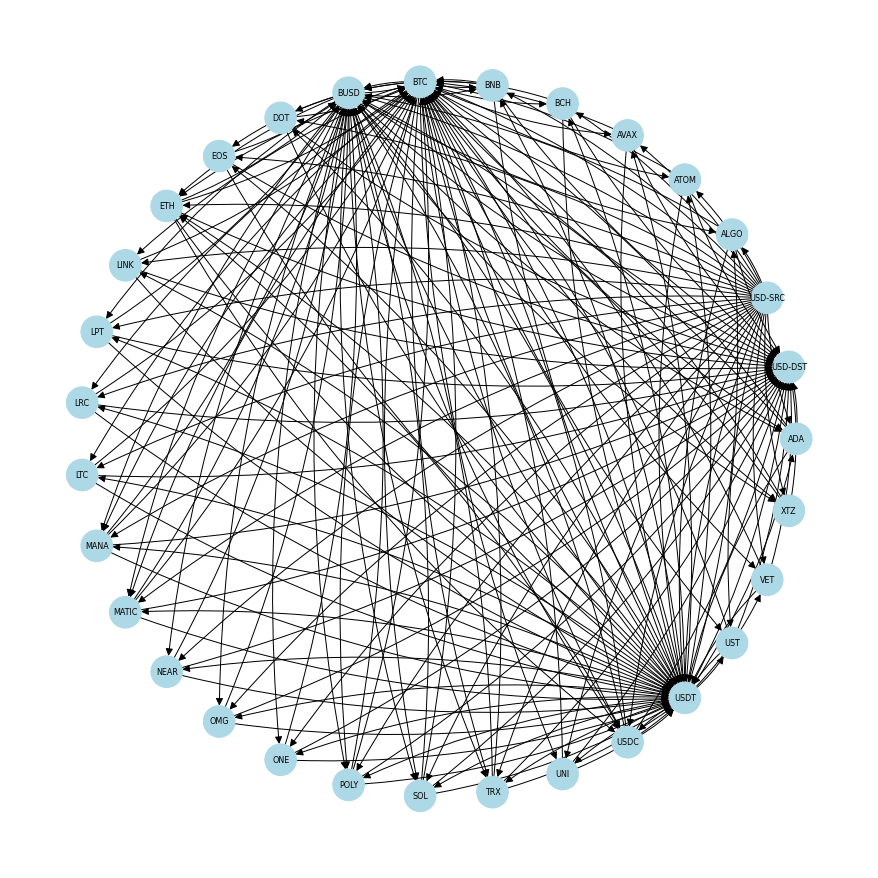 BTC
BNB
BUSD
BCH
DOT
AVAX
EOS
ATOM
ETH
ALGO
LINK
USD-SRC
LPT
USD-DST
LRC
ADA
LTC
XTZ
MANA
VET
MATIC
UST
NEAR
USDT
OMG
USDC
ONE
UNI
POLY
TRX
SOL